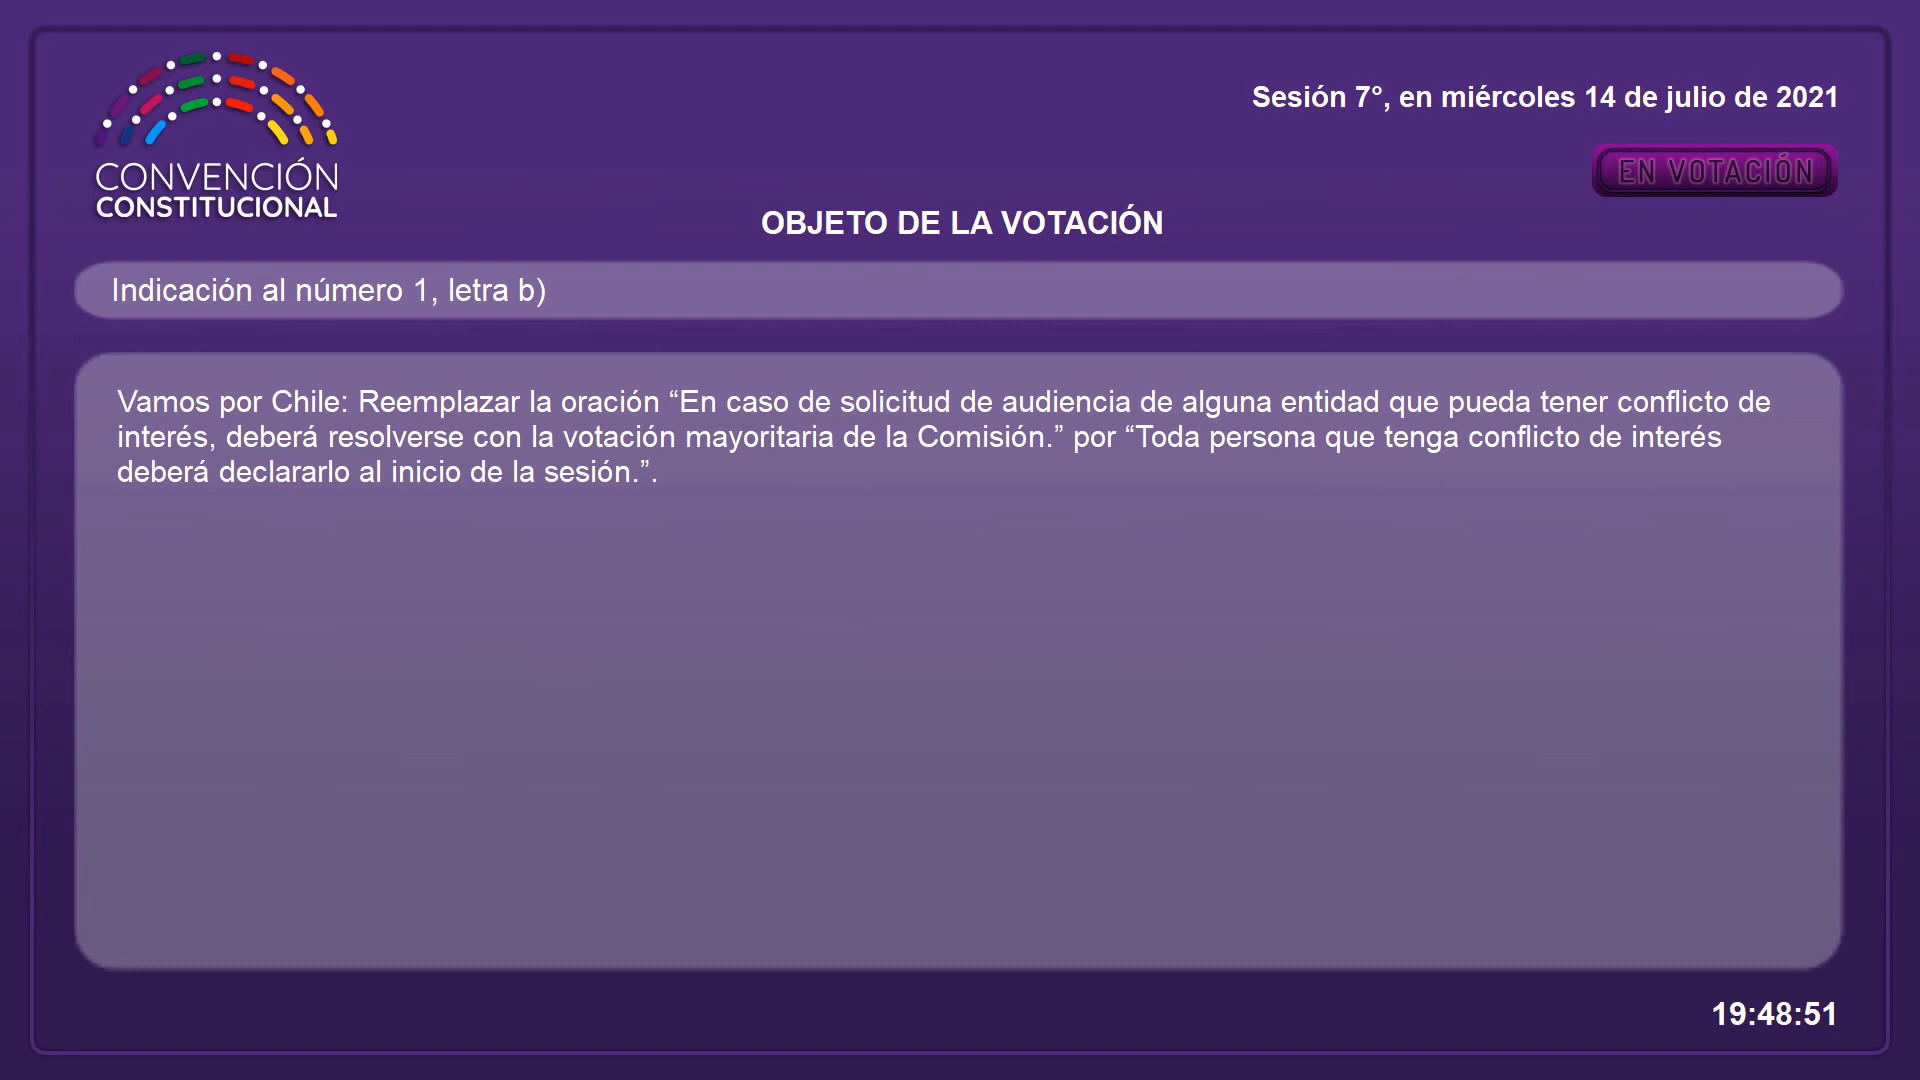 CONVENCIÓN
CONSTITUCIONAL
Sesión 7°, en miércoles 14 de julio de 2021
EN VOTACIÓN
OBJETO DE LA VOTACIÓN
Indicación al número 1, letra b)
Vamos por Chile: Reemplazar la oración “En caso de solicitud de audiencia de alguna entidad que pueda tener conflicto de
interés, deberá resolverse con la votación mayoritaria de la Comisión.” por “Toda persona que tenga conflicto de interés
deberá declararlo al inicio de la sesión.”.
19:48:51